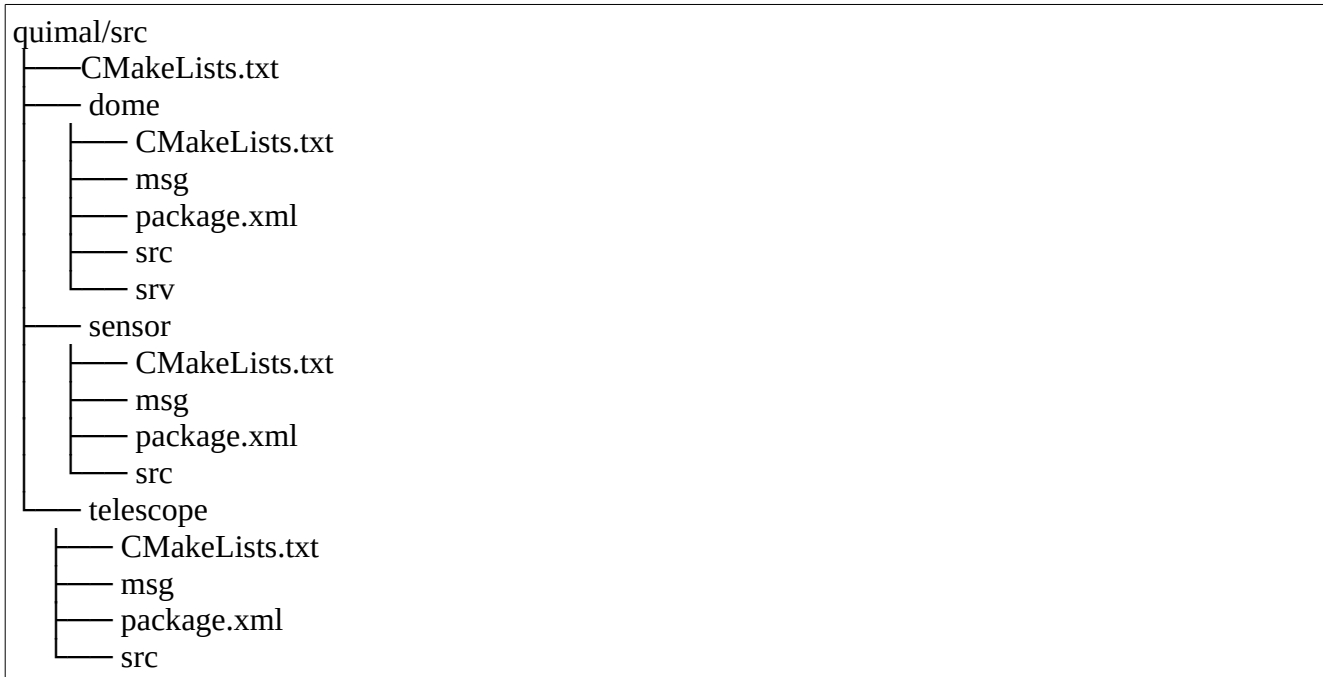 quimal/src
├── CMakeLists.txt
├── dome
│   ├── CMakeLists.txt
│   ├── msg
│   ├── package.xml
│   ├── src
│   └── srv
├── sensor
│   ├── CMakeLists.txt
│   ├── msg
│   ├── package.xml
│   └── src
└── telescope
    ├── CMakeLists.txt
    ├── msg
    ├── package.xml
    └── src